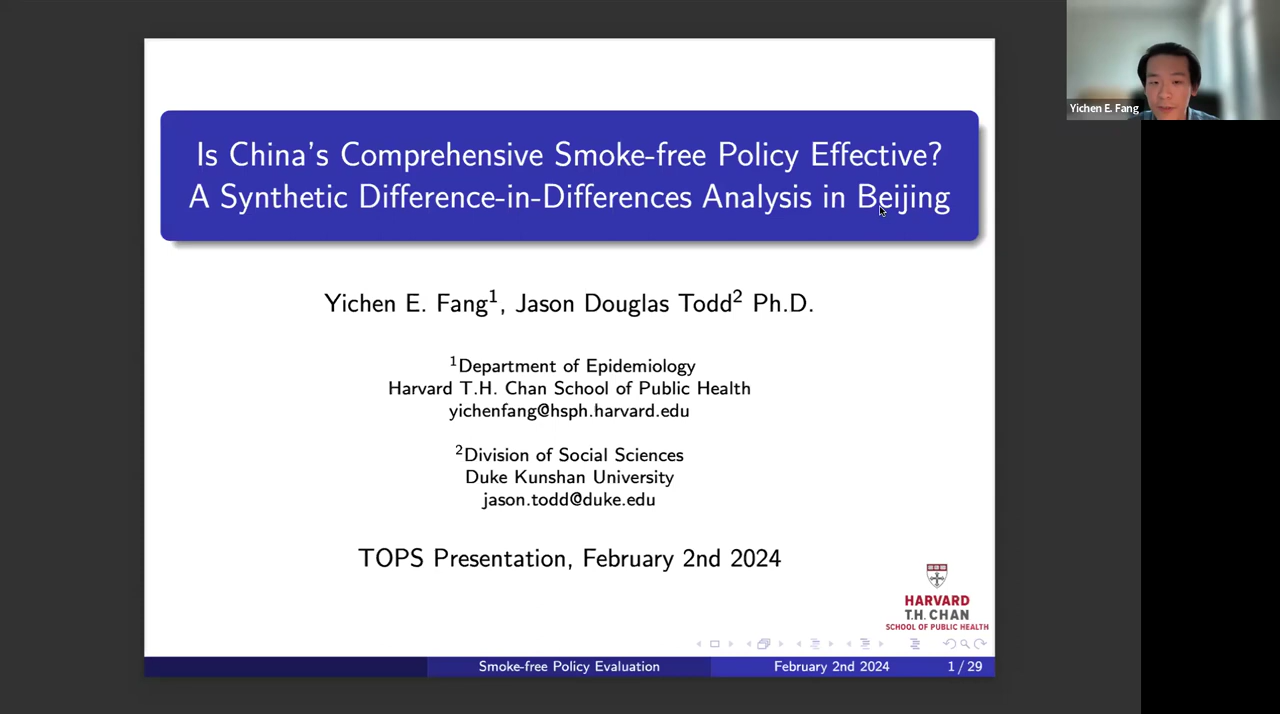 Is China's Comprehensive Smoke-free Policy Effective?
A Synthetic Difference-in-Differences Analysis in Beijing
Yichen E. Fang¹, Jason Douglas Todd² Ph.D.
¹Department of Epidemiology
Harvard T.H. Chan School of Public Health
yichenfang@hsph.harvard.edu
²Division of Social Sciences
Duke Kunshan University
jason.todd@duke.edu
TOPS Presentation, February 2nd 2024
HARVARD
T.H. CHAN
SCHOOL OF PUBLIC HEALTH
Smoke-free Policy Evaluation
February 2nd 2024
1 / 29
Yichen E. Fang